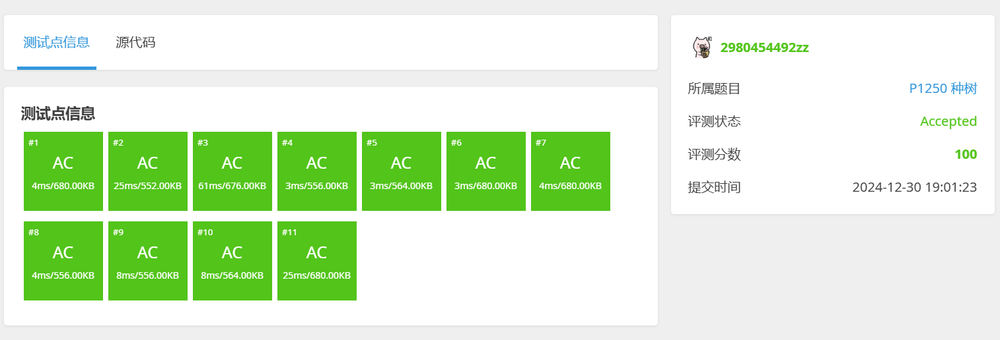 测试点信息 源代码
测试点信息
#1 #2 #3 #4 #5 #6 #7
AC AC AC AC AC AC AC
4ms/680.00KB 25ms/552.00KB 61ms/676.00KB 3ms/556.00KB 3ms/564.00KB 3ms/680.00KB 4ms/680.00KB
#8 #9 #10 #11
AC AC AC AC
4ms/556.00KB 8ms/556.00KB 8ms/564.00KB 25ms/680.00KB
2980454492zz
所属题目 P1250 种树
评测状态 Accepted
评测分数 100
提交时间 2024-12-30 19:01:23